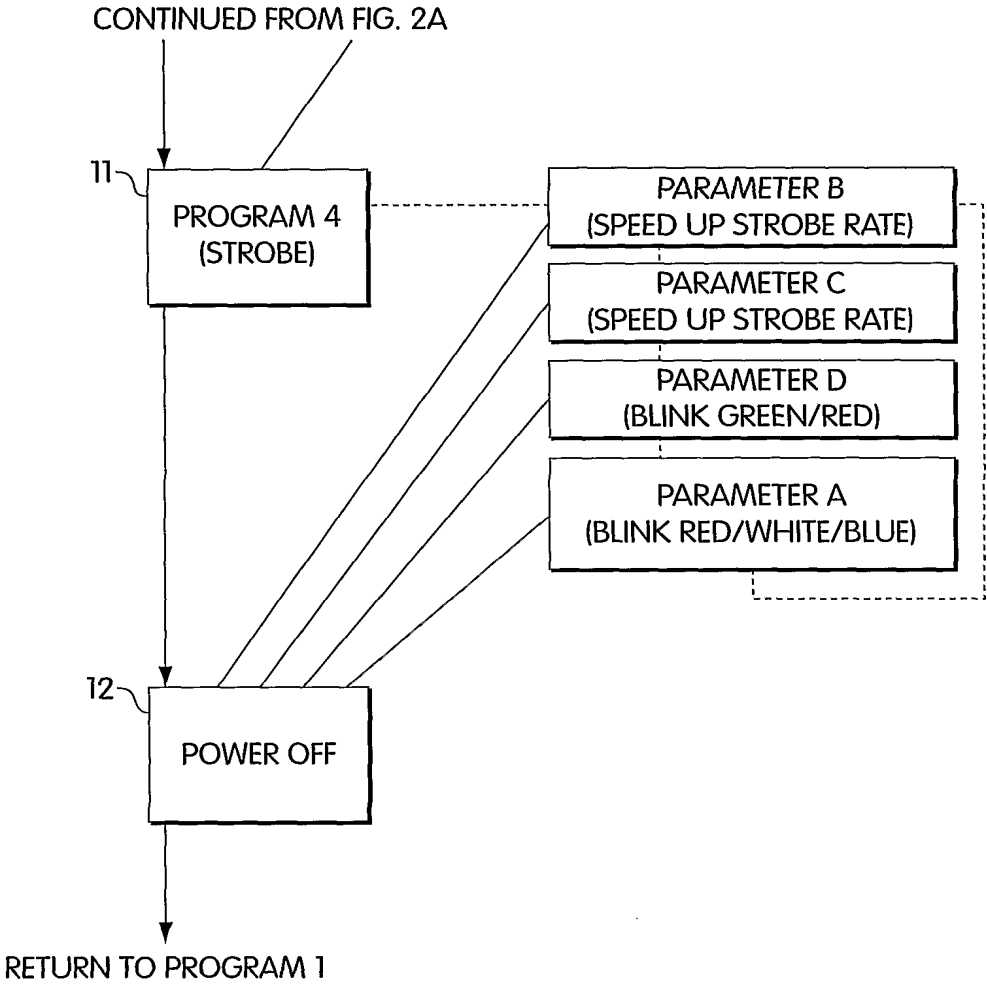 CONTINUED FROM FIG. 2A
11
PROGRAM 4
(STROBE)
PARAMETER B
(SPEED UP STROBE RATE)
PARAMETER C
(SPEED UP STROBE RATE)
PARAMETER D
(BLINK GREEN/RED)
PARAMETER A
(BLINK RED/WHITE/BLUE)
12
POWER OFF
RETURN TO PROGRAM 1